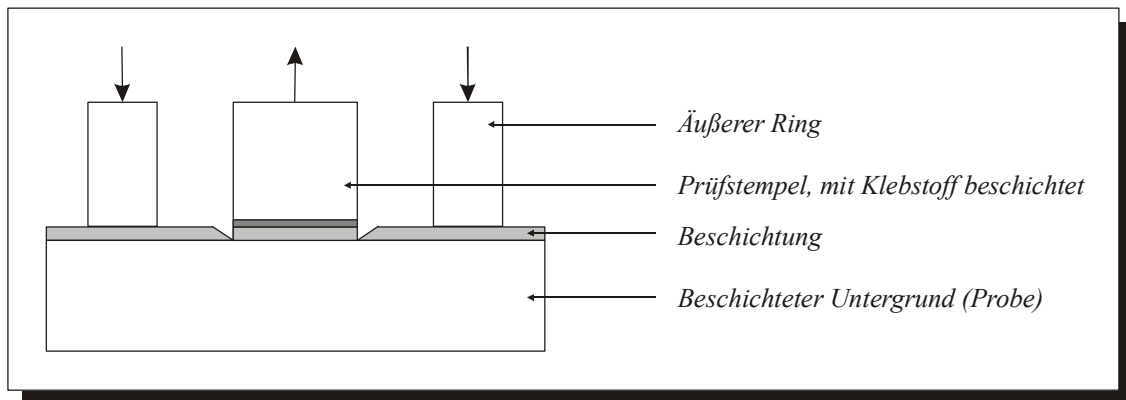 Äußerer Ring
Prüfstempel, mit Klebstoff beschichtet
Beschichtung
Beschichteter Untergrund (Probe)